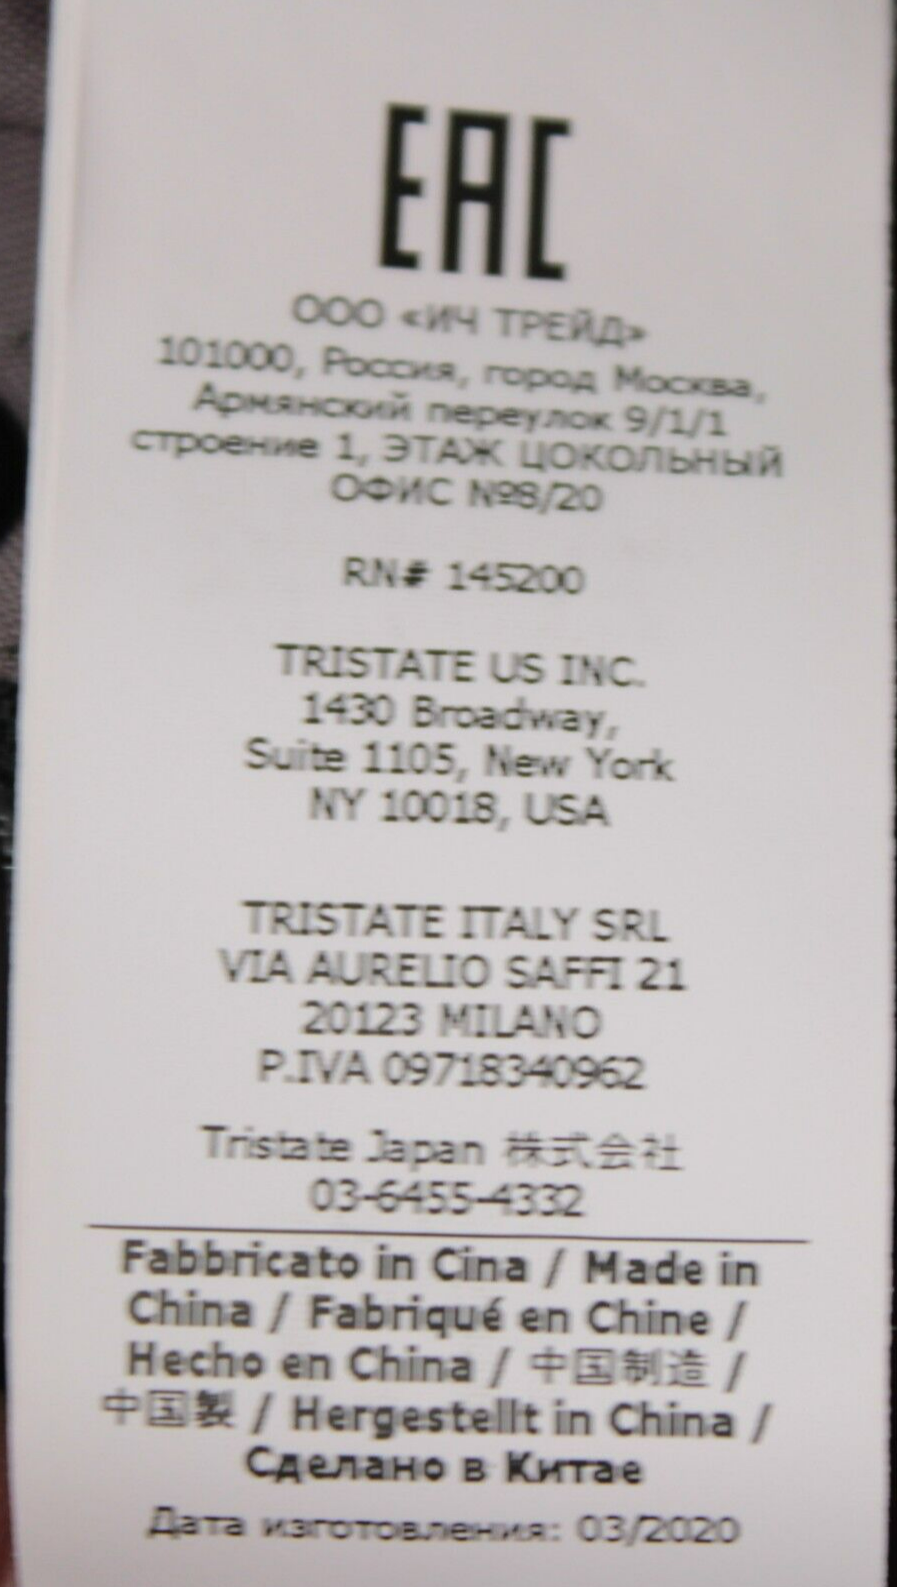 EAC
ООО «ИЧ ТРЕЙД»
101000, Россия, город Москва,
Армянский переулок 9/1/1
строение 1, ЭТАЖ ЦОКОЛЬНЫЙ
ОФИС №8/20
RN# 145200
TRISTATE US INC.
1430 Broadway,
Suite 1105, New York
NY 10018, USA
TRISTATE ITALY SRL
VIA AURELIO SAFFI 21
20123 MILANO
P.IVA 09718340962
Tristate Japan 株式会社
03-6455-4332
Fabbricato in Cina / Made in
China / Fabriqué en Chine /
Hecho en China / 中国制造 /
中国製 / Hergestellt in China /
Сделано в Китае
Дата изготовления: 03/2020